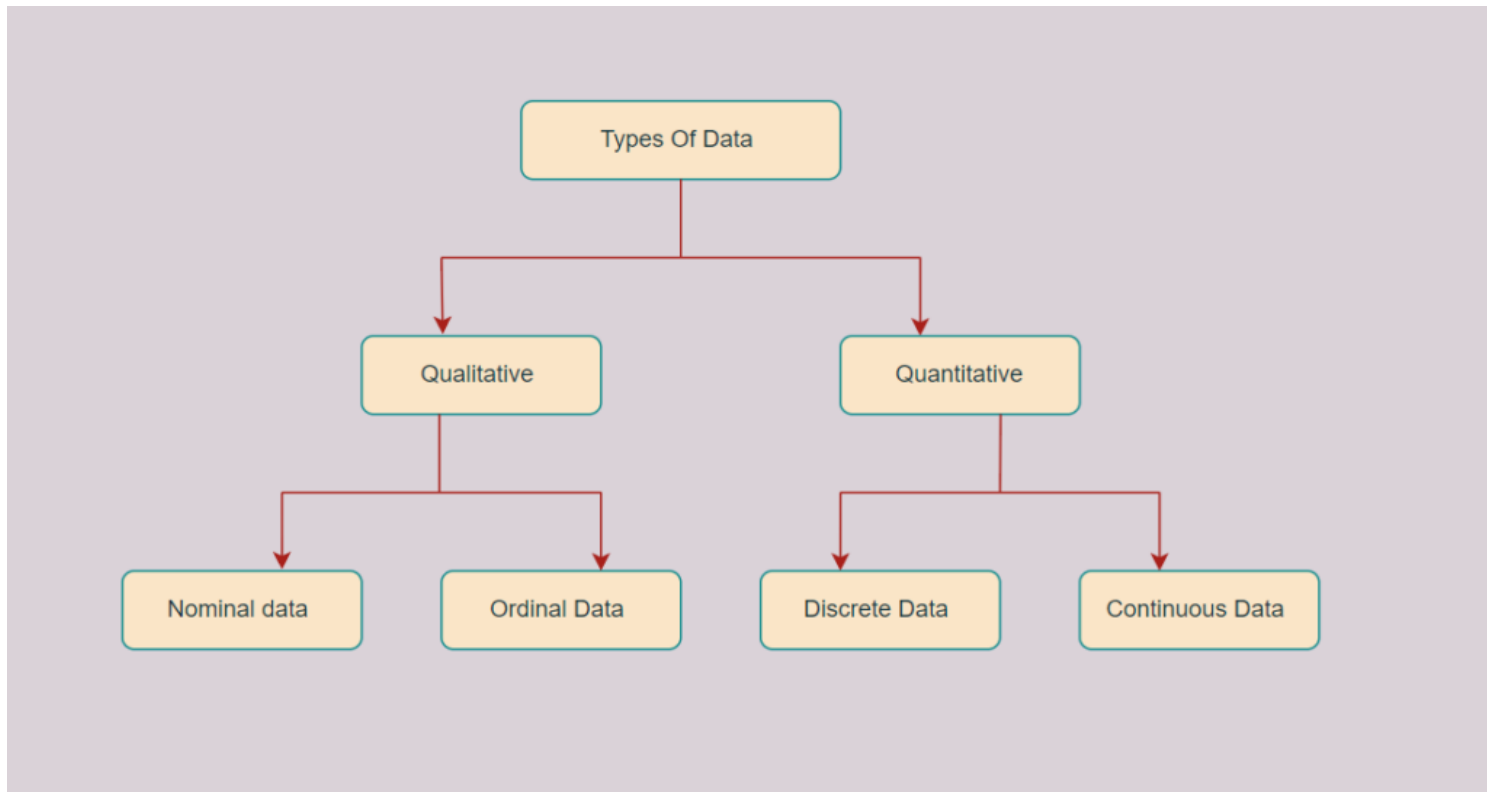 Types Of Data
Qualitative
Quantitative
Nominal data
Ordinal Data
Discrete Data
Continuous Data